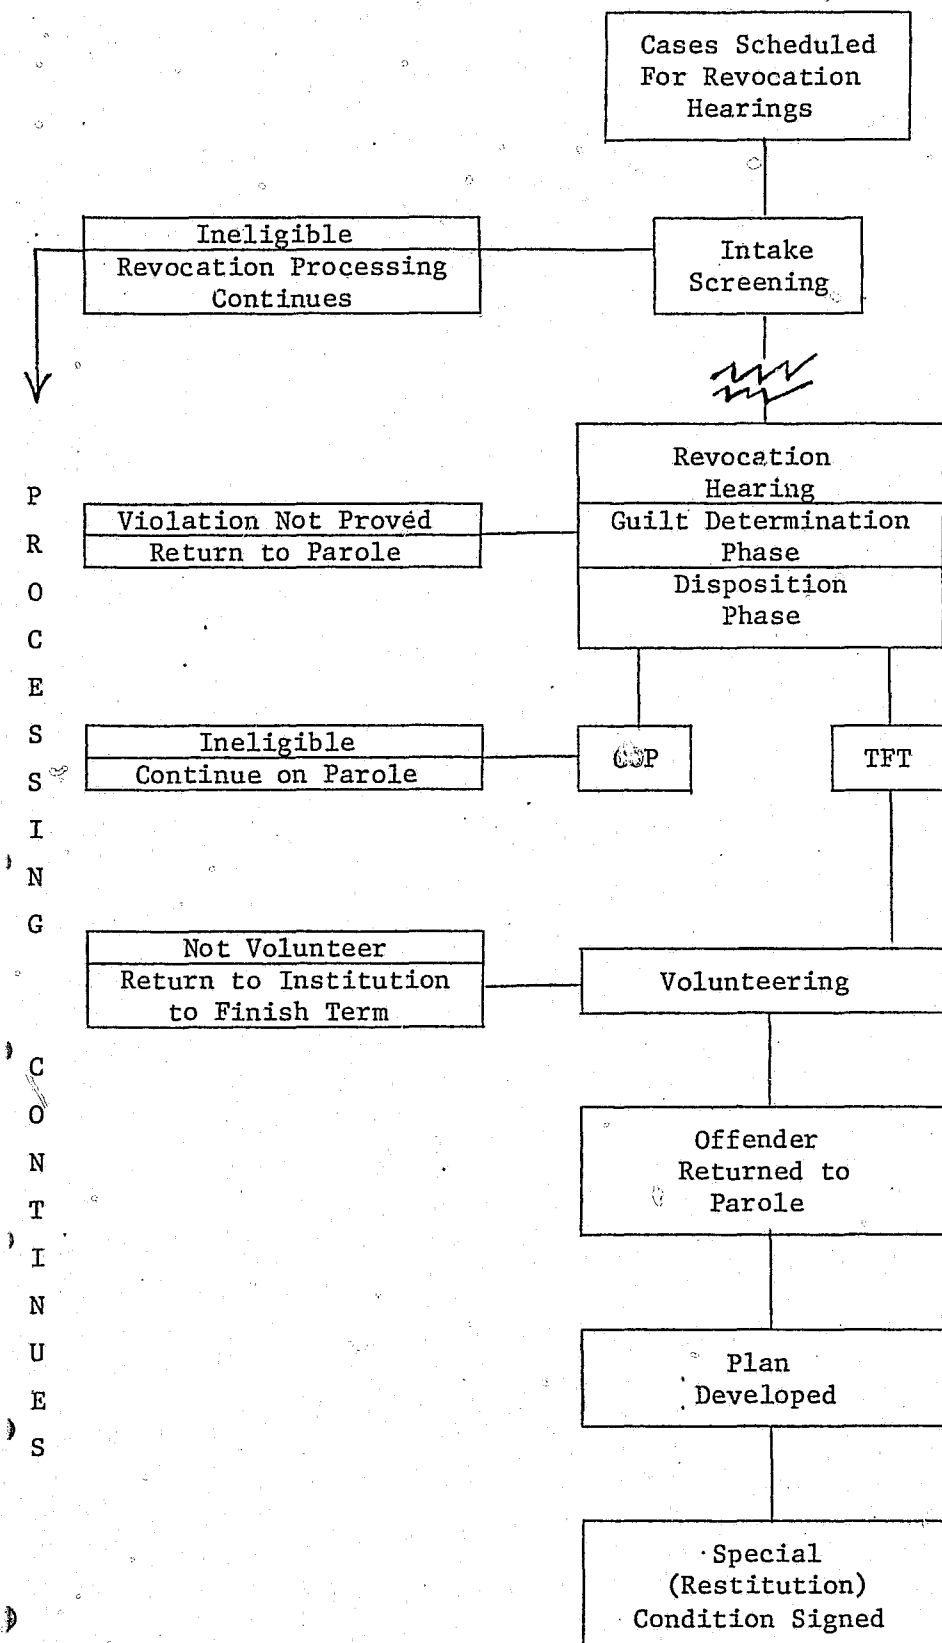 Cases Scheduled
For Revocation
Hearings
Ineligible
Revocation Processing
Continues
Intake
Screening
Revocation
Hearing
Violation Not Proved
Return to Parole
Guilt Determination
Phase
Disposition
Phase
Ineligible
Continue on Parole
TFT
Not Volunteer
Return to Institution
to Finish Term
Volunteering
Offender
Returned to
Parole
Plan
Developed
Special
(Restitution)
Condition Signed
PROCESSING CONTINUES